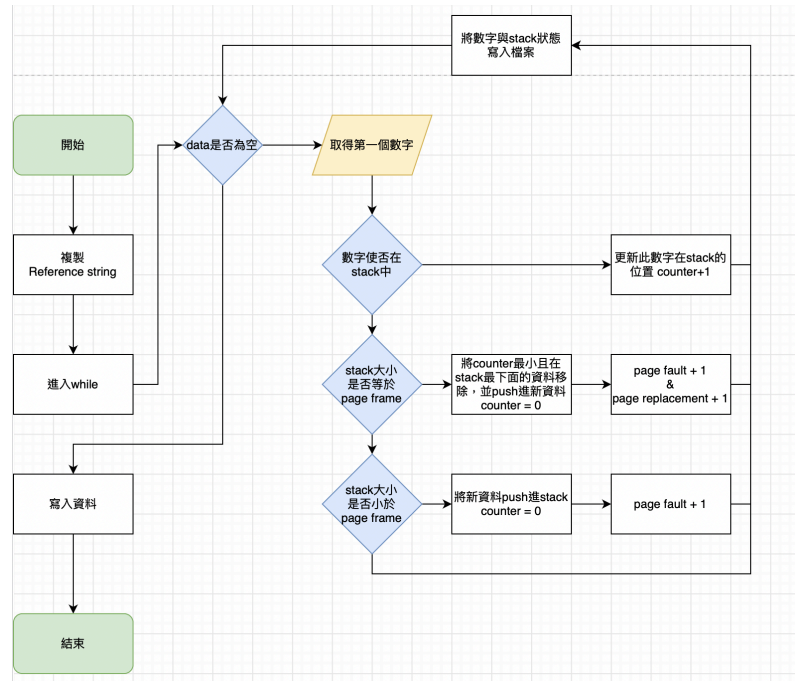 將數字與stack狀態
寫入檔案
開始
data是否為空
取得第一個數字
複製
Reference string
數字使否在
stack中
更新此數字在stack的
位置 counter+1
進入while
stack大小
是否等於
page frame
將counter最小且在
stack最下面的資料移
除，並push進新資料
counter = 0
page fault + 1
&
page replacement + 1
寫入資料
stack大小
是否小於
page frame
將新資料push進stack
counter = 0
page fault + 1
結束